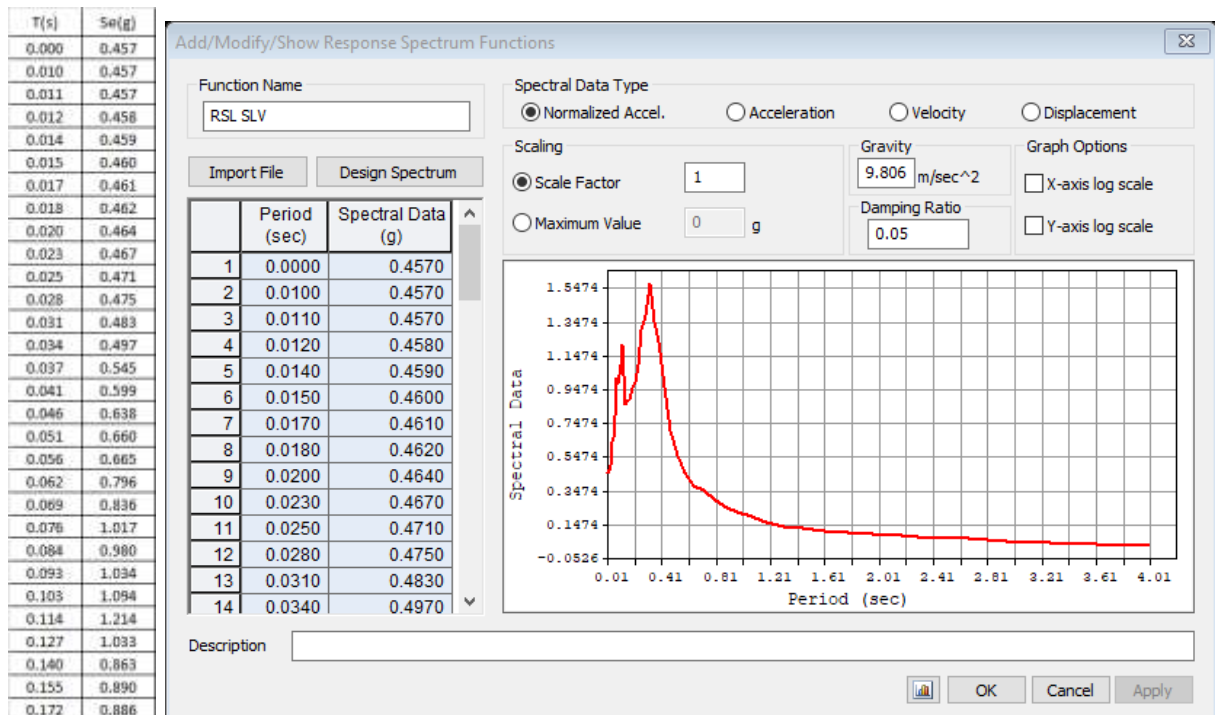 T(s) Se(g)
0.000 0.457
0.010 0.457
0.011 0.457
0.012 0.458
0.014 0.459
0.015 0.460
0.017 0.461
0.018 0.462
0.020 0.464
0.023 0.467
0.025 0.471
0.028 0.475
0.031 0.483
0.034 0.497
0.037 0.545
0.041 0.599
0.046 0.638
0.051 0.660
0.056 0.665
0.062 0.796
0.069 0.836
0.076 1.017
0.084 0.980
0.093 1.034
0.103 1.094
0.114 1.214
0.127 1.033
0.140 0.863
0.155 0.890
0.172 0.886
Add/Modify/Show Response Spectrum Functions
Function Name
RSL SLV
Import File Design Spectrum
Period (sec) Spectral Data (g)
1 0.0000 0.4570
2 0.0100 0.4570
3 0.0110 0.4570
4 0.0120 0.4580
5 0.0140 0.4590
6 0.0150 0.4600
7 0.0170 0.4610
8 0.0180 0.4620
9 0.0200 0.4640
10 0.0230 0.4670
11 0.0250 0.4710
12 0.0280 0.4750
13 0.0310 0.4830
14 0.0340 0.4970
Spectral Data Type
Normalized Accel. Acceleration Velocity Displacement
Scaling
Scale Factor 1
Maximum Value 0 g
Gravity
9.806 m/sec^2
Damping Ratio
0.05
Graph Options
X-axis log scale
Y-axis log scale
Spectral Data
1.5474
1.3474
1.1474
0.9474
0.7474
0.5474
0.3474
0.1474
-0.0526
0.01 0.41 0.81 1.21 1.61 2.01 2.41 2.81 3.21 3.61 4.01
Period (sec)
Description
OK Cancel Apply